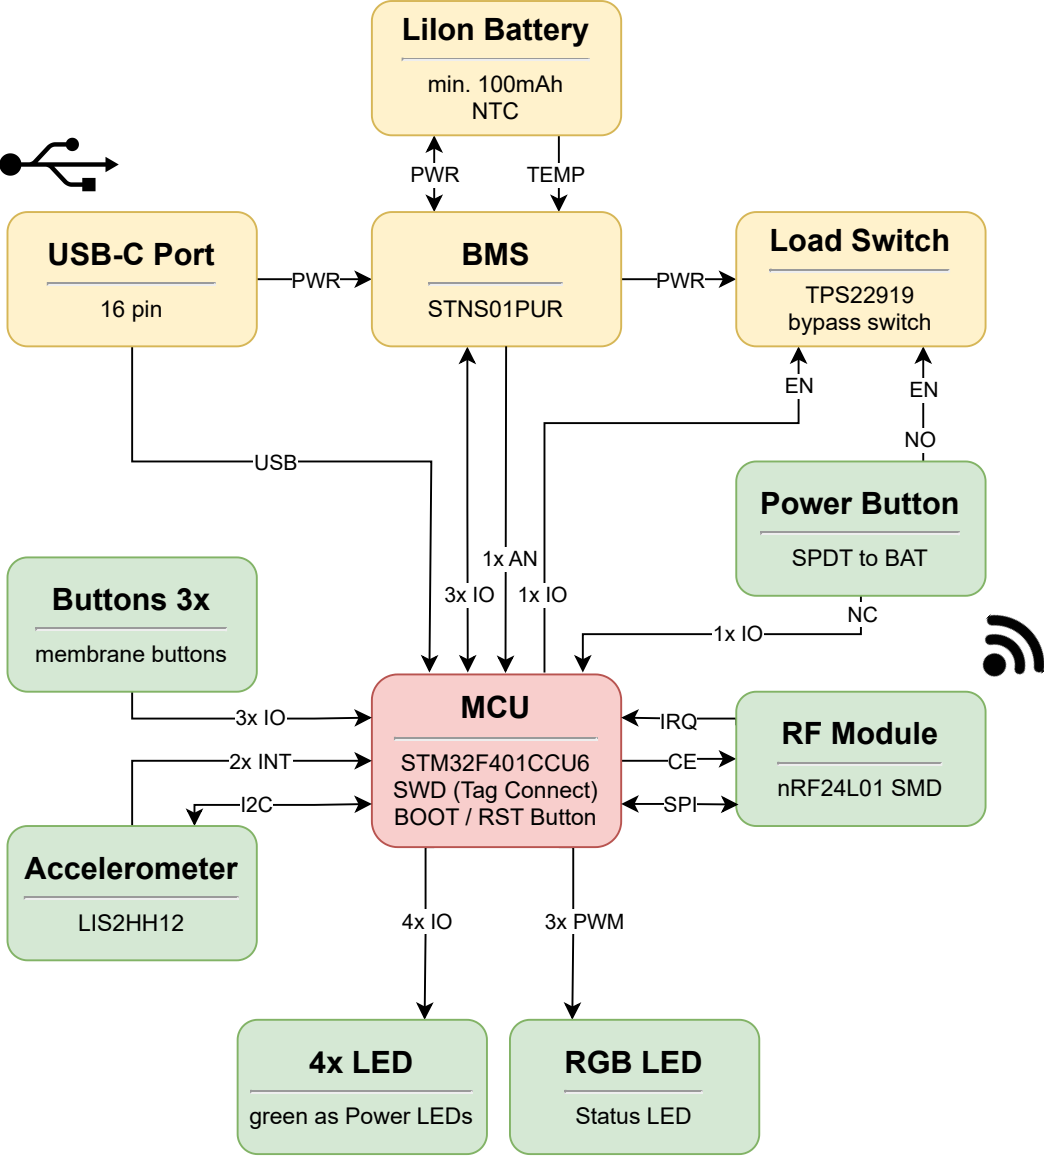 LiIon Battery
min. 100mAh
NTC
PWR
TEMP
USB-C Port
16 pin
PWR
BMS
STNS01PUR
PWR
Load Switch
TPS22919
bypass switch
EN
EN
NO
USB
Power Button
SPDT to BAT
NC
1x AN
3x IO
1x IO
1x IO
Buttons 3x
membrane buttons
3x IO
2x INT
I2C
MCU
STM32F401CCU6
SWD (Tag Connect)
BOOT / RST Button
IRQ
CE
SPI
RF Module
nRF24L01 SMD
Accelerometer
LIS2HH12
4x IO
3x PWM
4x LED
green as Power LEDs
RGB LED
Status LED